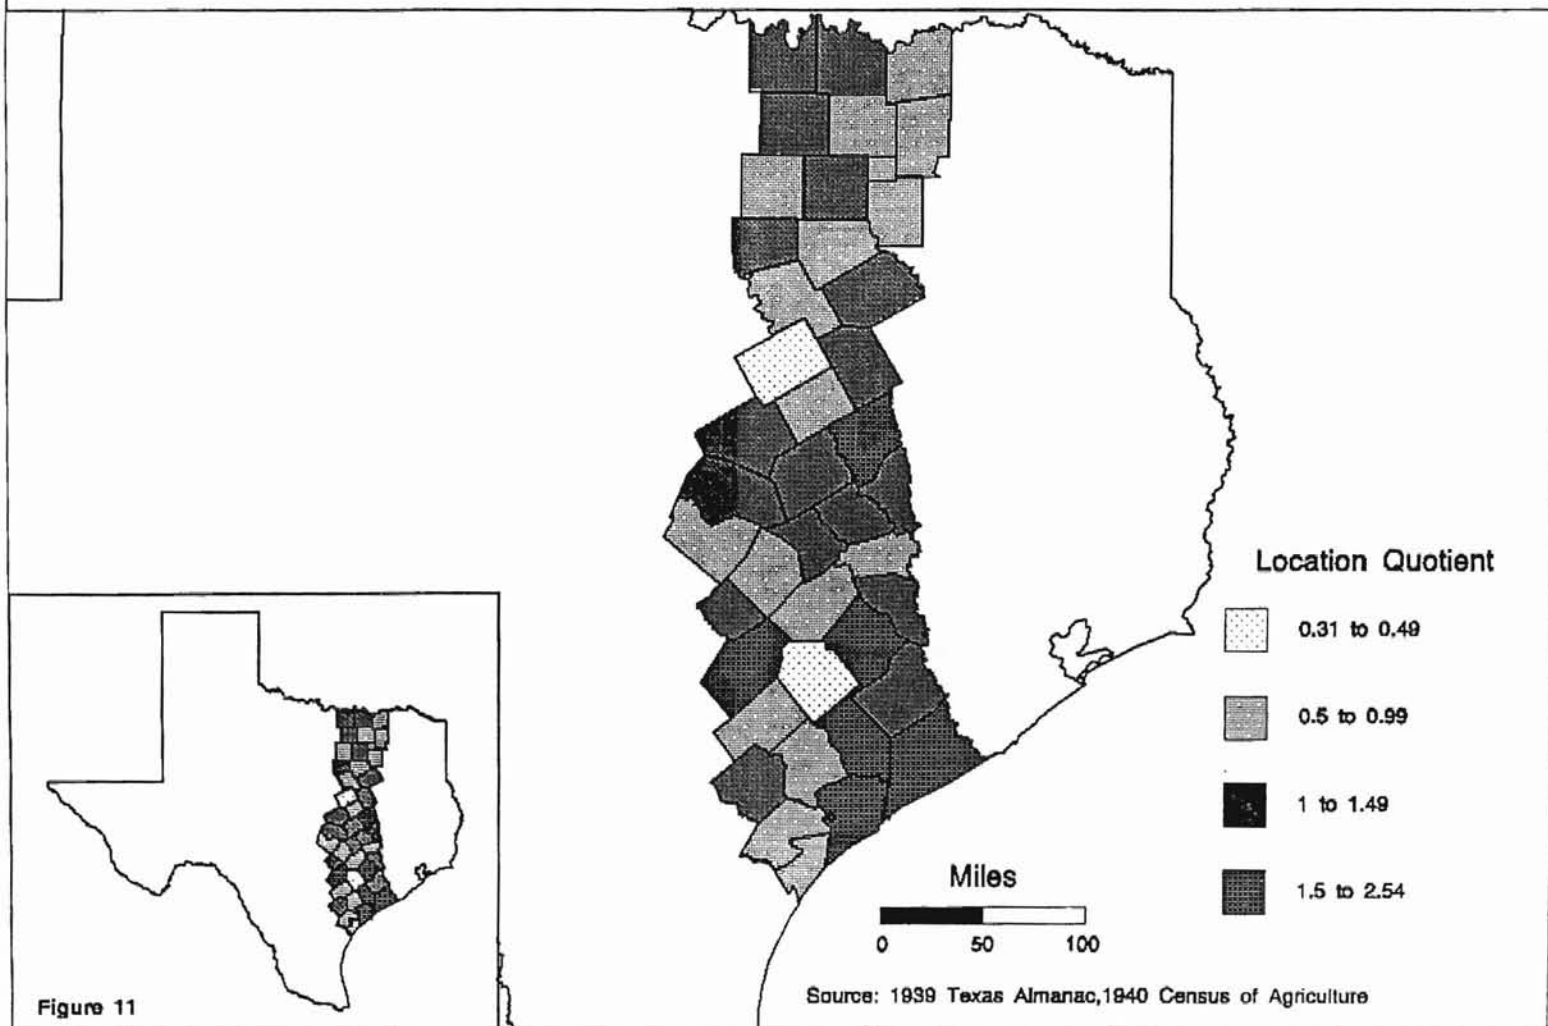 Location Quotient
0.31 to 0.49
0.5 to 0.99
1 to 1.49
1.5 to 2.54
Miles
0 50 100
Source: 1939 Texas Almanac,1940 Census of Agriculture
Figure 11